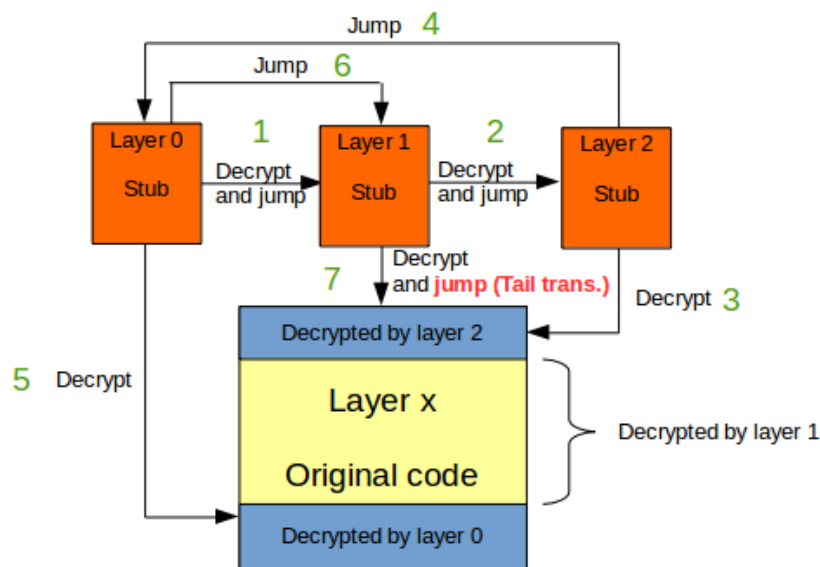 Jump 4
Jump 6
Layer 0
Stub
1
Decrypt
and jump
Layer 1
Stub
2
Decrypt
and jump
Layer 2
Stub
7
Decrypt
and jump (Tail trans.)
Decrypt 3
Decrypted by layer 2
5 Decrypt
Layer x
Original code
Decrypted by layer 1
Decrypted by layer 0